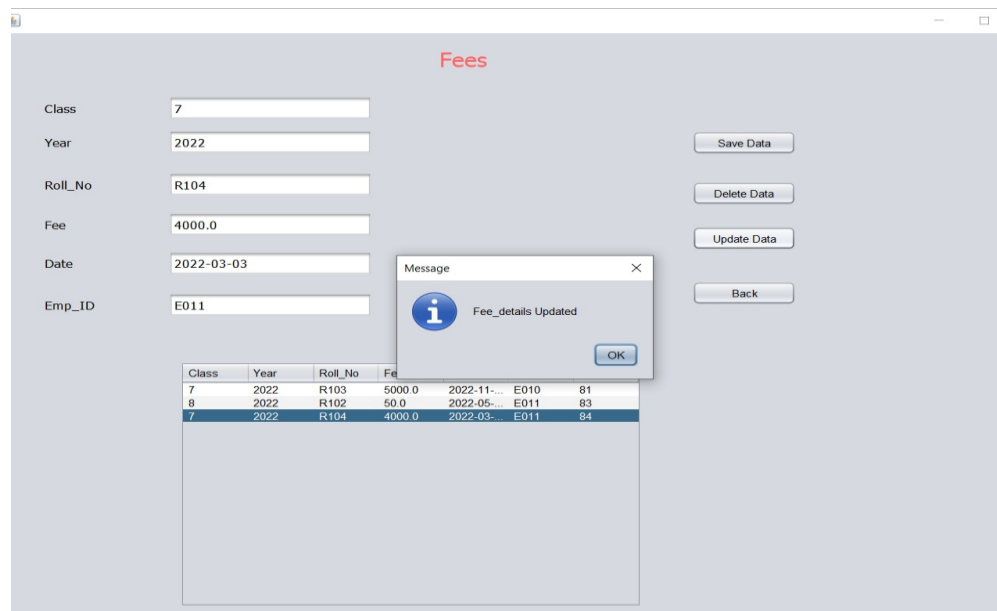 Fees
Class 7
Year 2022
Save Data
Roll_No R104
Delete Data
Fee 4000.0
Update Data
Date 2022-03-03
Message
Emp_ID E011
Back
Fee_details Updated
OK
Class Year Roll_No Fe
7 2022 R103 5000.0 2022-11-... E010 81
8 2022 R102 50.0 2022-05-... E011 83
7 2022 R104 4000.0 2022-03-... E011 84